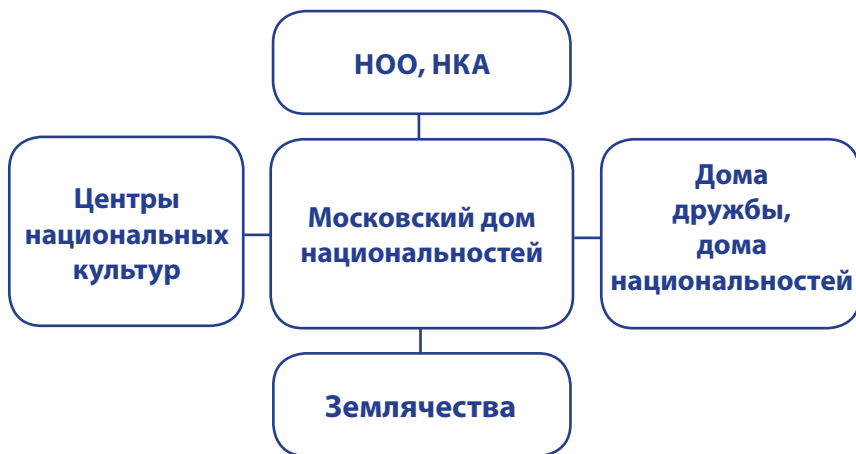 НОО, НКА
Центры
национальных
культур
Московский дом
национальностей
Дома
дружбы,
дома
национальностей
Землячества